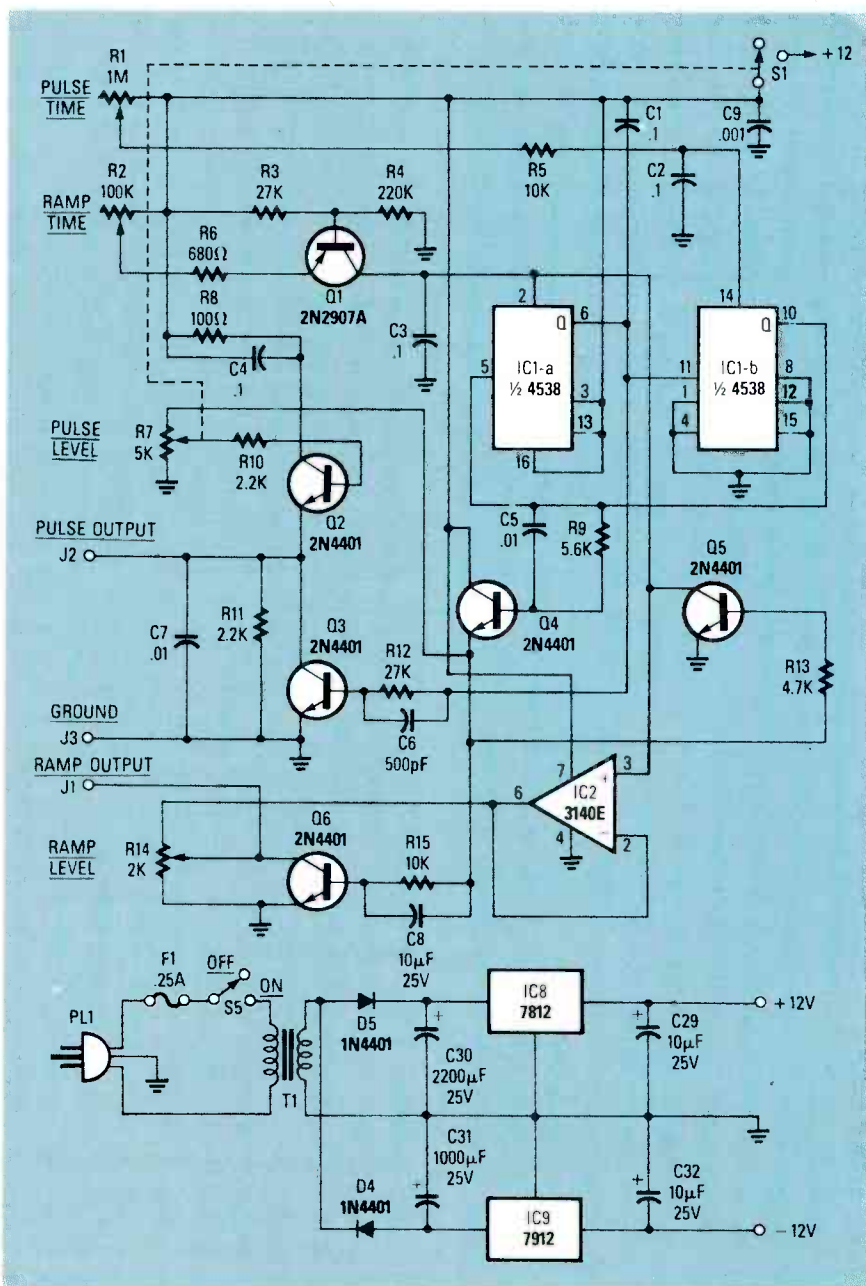 R1
1M
PULSE
TIME
S1
+12
C1
.1
C9
.001
R2
100K
RAMP
TIME
R3
27K
R4
220K
R5
10K
C2
.1
R6
680Ω
R8
100Ω
Q1
2N2907A
C4
.1
C3
.1
2
Q
6
5
IC1-a
½ 4538
3
13
16
14
Q
10
11
IC1-b
8
1
½ 4538
12
4
15
PULSE
LEVEL
R7
5K
R10
2.2K
Q2
2N4401
C5
.01
R9
5.6K
PULSE OUTPUT
J2
C7
.01
R11
2.2K
Q3
2N4401
Q4
2N4401
Q5
2N4401
R12
27K
C6
500pF
R13
4.7K
GROUND
J3
RAMP OUTPUT
J1
7
3
+
IC2
3140E
6
4
−
2
RAMP
LEVEL
R14
2K
Q6
2N4401
R15
10K
C8
10µF
25V
F1
.25A
OFF
ON
S5
PL1
T1
D5
1N4401
+
C30
2200µF
25V
IC8
7812
+
C29
10µF
25V
+12V
D4
1N4401
+
C31
1000µF
25V
IC9
7912
+
C32
10µF
25V
−12V